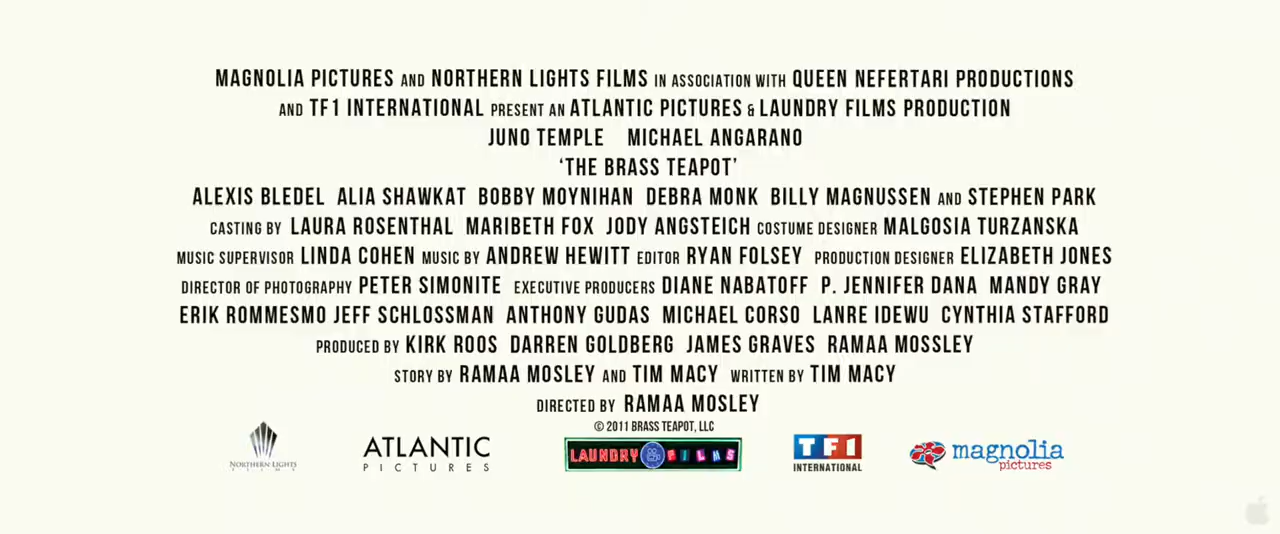 MAGNOLIA PICTURES AND NORTHERN LIGHTS FILMS IN ASSOCIATION WITH QUEEN NEFERTARI PRODUCTIONS
AND TF1 INTERNATIONAL PRESENT AN ATLANTIC PICTURES & LAUNDRY FILMS PRODUCTION
JUNO TEMPLE MICHAEL ANGARANO
'THE BRASS TEAPOT'
ALEXIS BLEDEL ALIA SHAWKAT BOBBY MOYNIHAN DEBRA MONK BILLY MAGNUSSEN AND STEPHEN PARK
CASTING BY LAURA ROSENTHAL MARIBETH FOX JODY ANGSTEICH COSTUME DESIGNER MALGOSIA TURZANSKA
MUSIC SUPERVISOR LINDA COHEN MUSIC BY ANDREW HEWITT EDITOR RYAN FOLSEY PRODUCTION DESIGNER ELIZABETH JONES
DIRECTOR OF PHOTOGRAPHY PETER SIMONITE EXECUTIVE PRODUCERS DIANE NABATOFF P. JENNIFER DANA MANDY GRAY
ERIK ROMMESMO JEFF SCHLOSSMAN ANTHONY GUDAS MICHAEL CORSO LANRE IDEWU CYNTHIA STAFFORD
PRODUCED BY KIRK ROOS DARREN GOLDBERG JAMES GRAVES RAMAA MOSSLEY
STORY BY RAMAA MOSLEY AND TIM MACY WRITTEN BY TIM MACY
DIRECTED BY RAMAA MOSLEY
© 2011 BRASS TEAPOT, LLC
NORTHERN LIGHTS
FILMS
ATLANTIC
PICTURES
LAUNDRY FILMS
TF1
INTERNATIONAL
magnolia
pictures